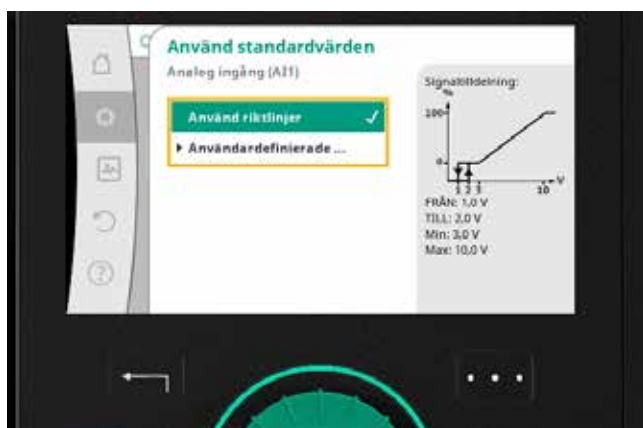 Använd standardvärden
Analog ingång (AI1)
Använd riktlinjer
Användardefinierade ...
Signaltilldelning:
%
100
0
1 2 3 10 V
FRÅN: 1,0 V
TILL: 2,0 V
Min: 3,0 V
Max: 10,0 V